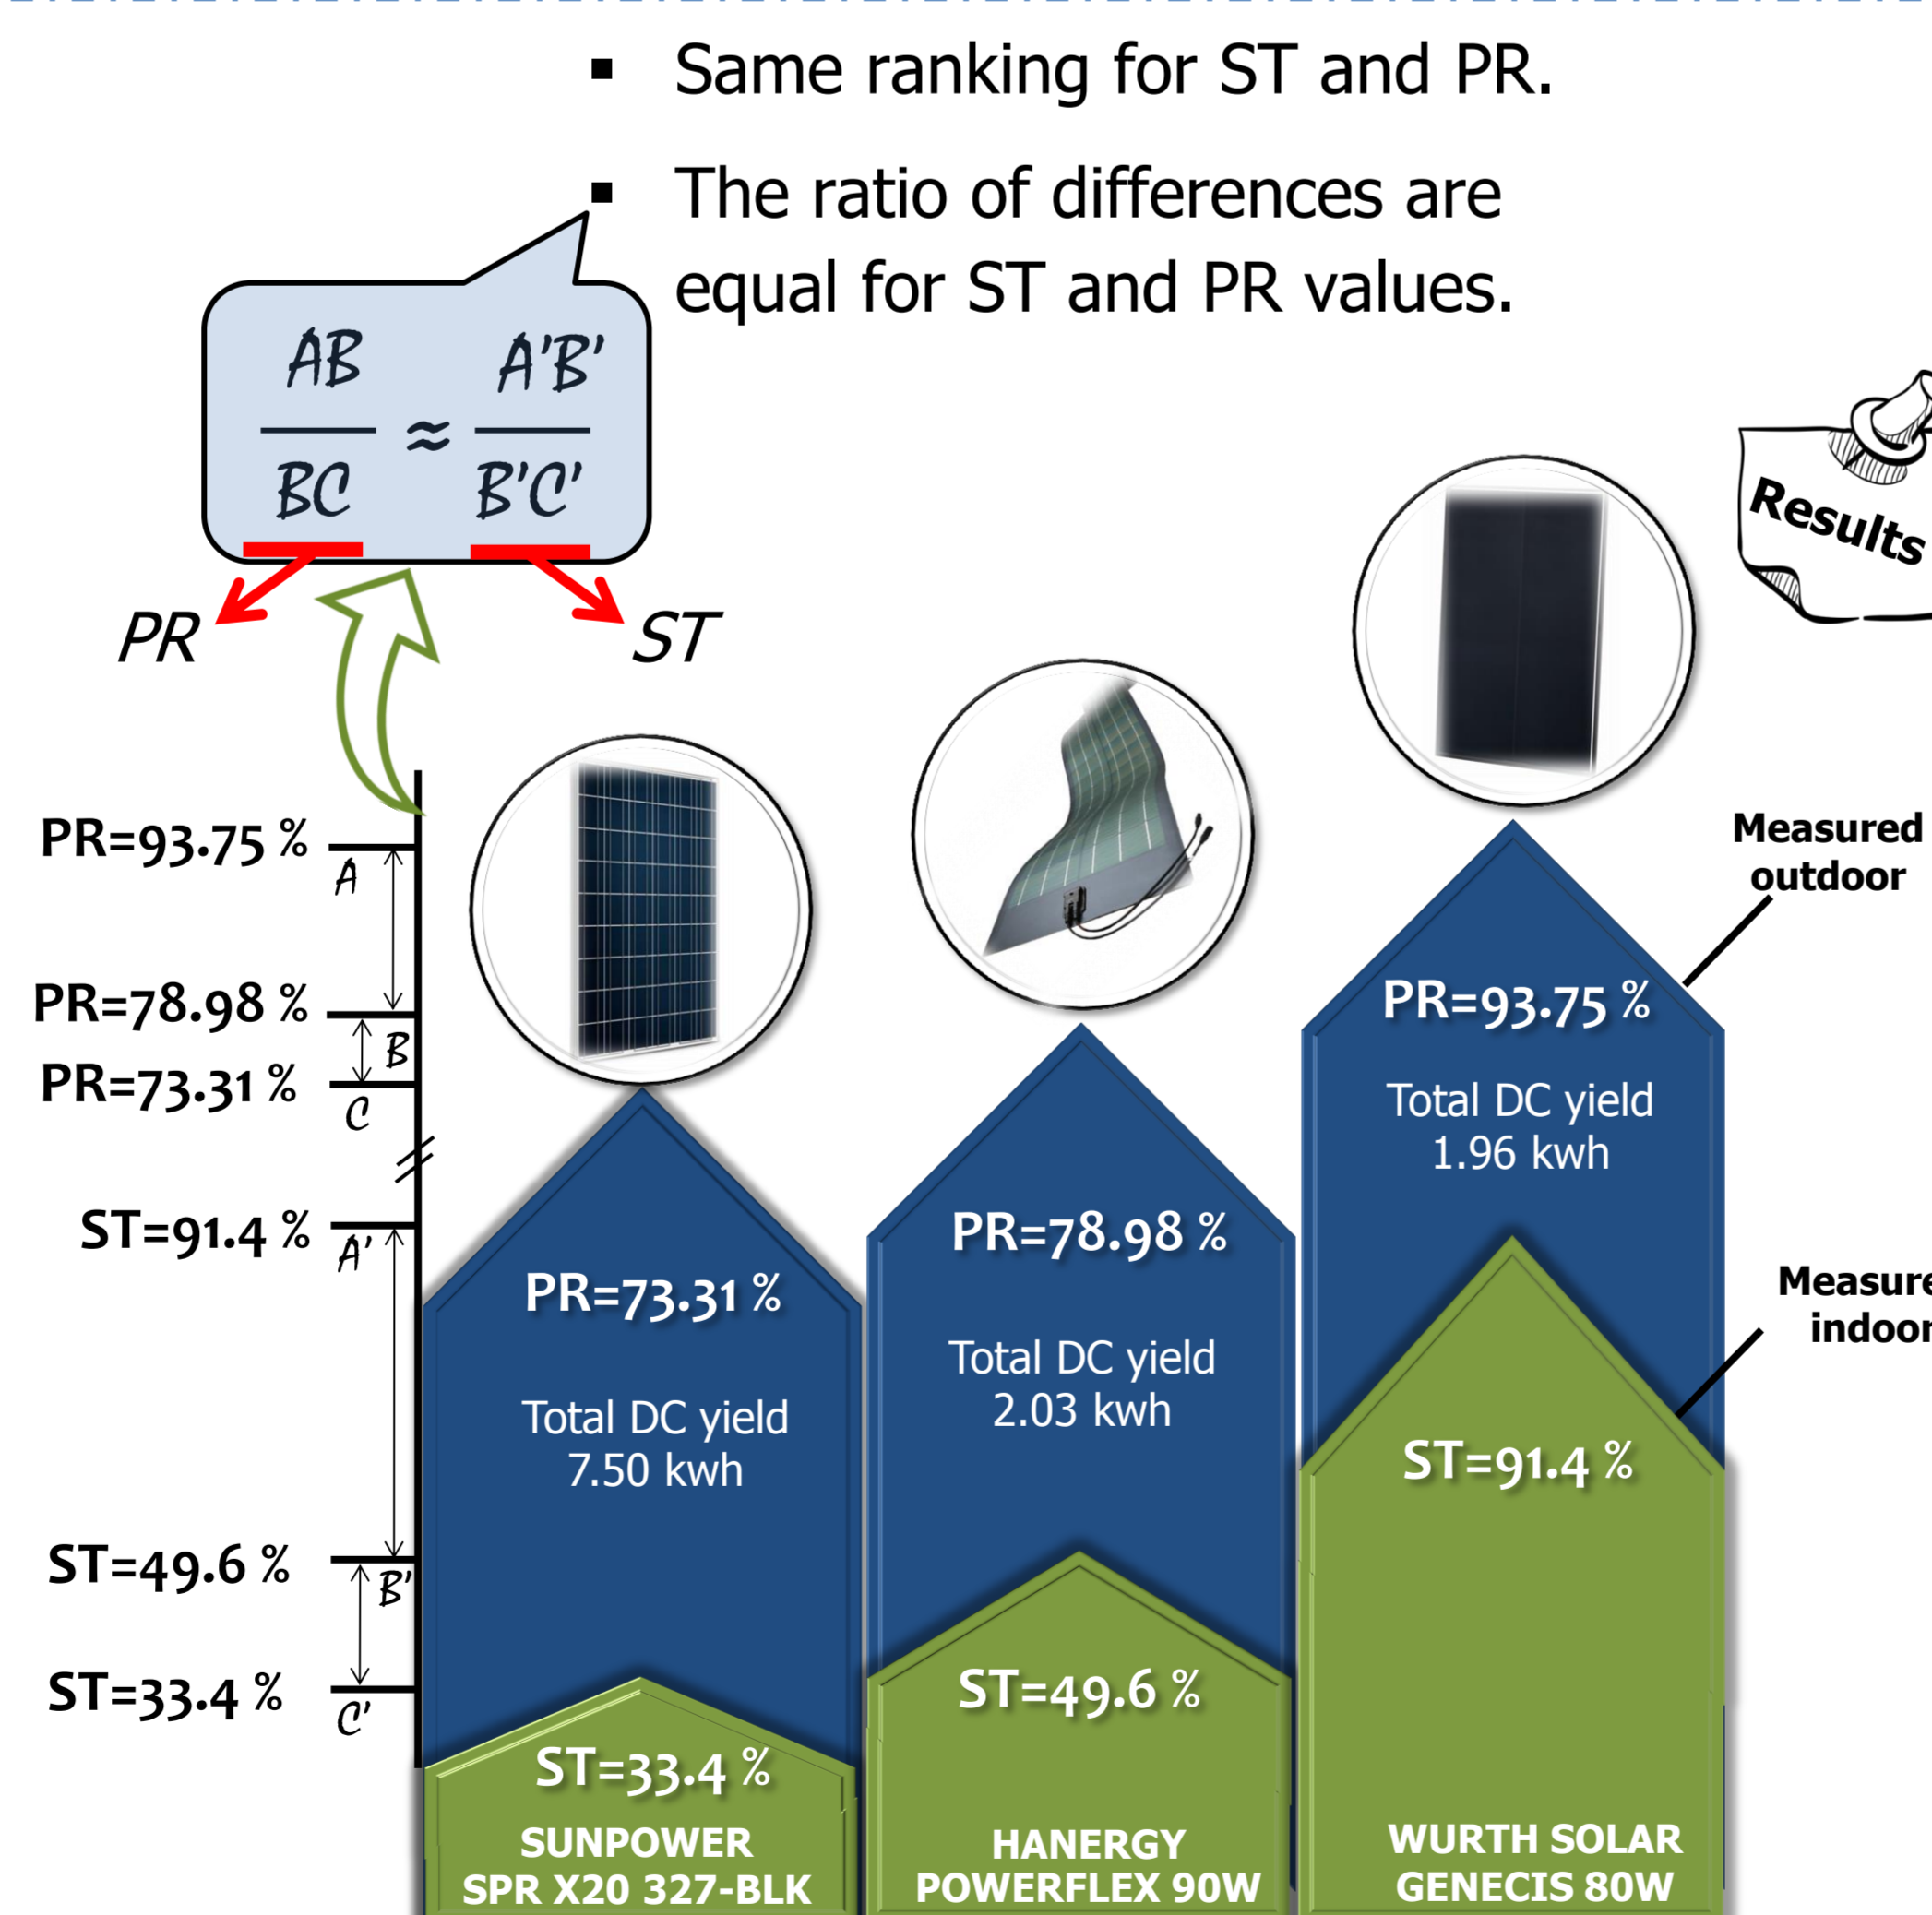 ▪ Same ranking for ST and PR.
▪ The ratio of differences are
equal for ST and PR values.
AB
BC
≈
A'B'
B'C'
PR
ST
Results
PR=93.75 %
A
PR=78.98 %
B
PR=73.31 %
C
ST=91.4 %
A'
ST=49.6 %
B'
ST=33.4 %
C'
PR=73.31 %
Total DC yield
7.50 kwh
ST=33.4 %
SUNPOWER
SPR X20 327-BLK
PR=78.98 %
Total DC yield
2.03 kwh
ST=49.6 %
HANERGY
POWERFLEX 90W
PR=93.75 %
Total DC yield
1.96 kwh
ST=91.4 %
WURTH SOLAR
GENECIS 80W
Measured
outdoor
Measure
indoor